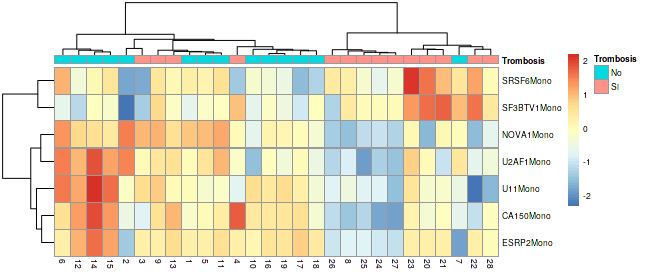 Trombosis
SRSF6Mono
SF3BTV1Mono
NOVA1Mono
U2AF1Mono
U11Mono
CA150Mono
ESRP2Mono
6 12 14 15 2 3 9 13 1 5 11 4 10 16 19 17 18 26 8 25 24 27 23 20 21 7 22 28
2
1
0
-1
-2
Trombosis
No
SI